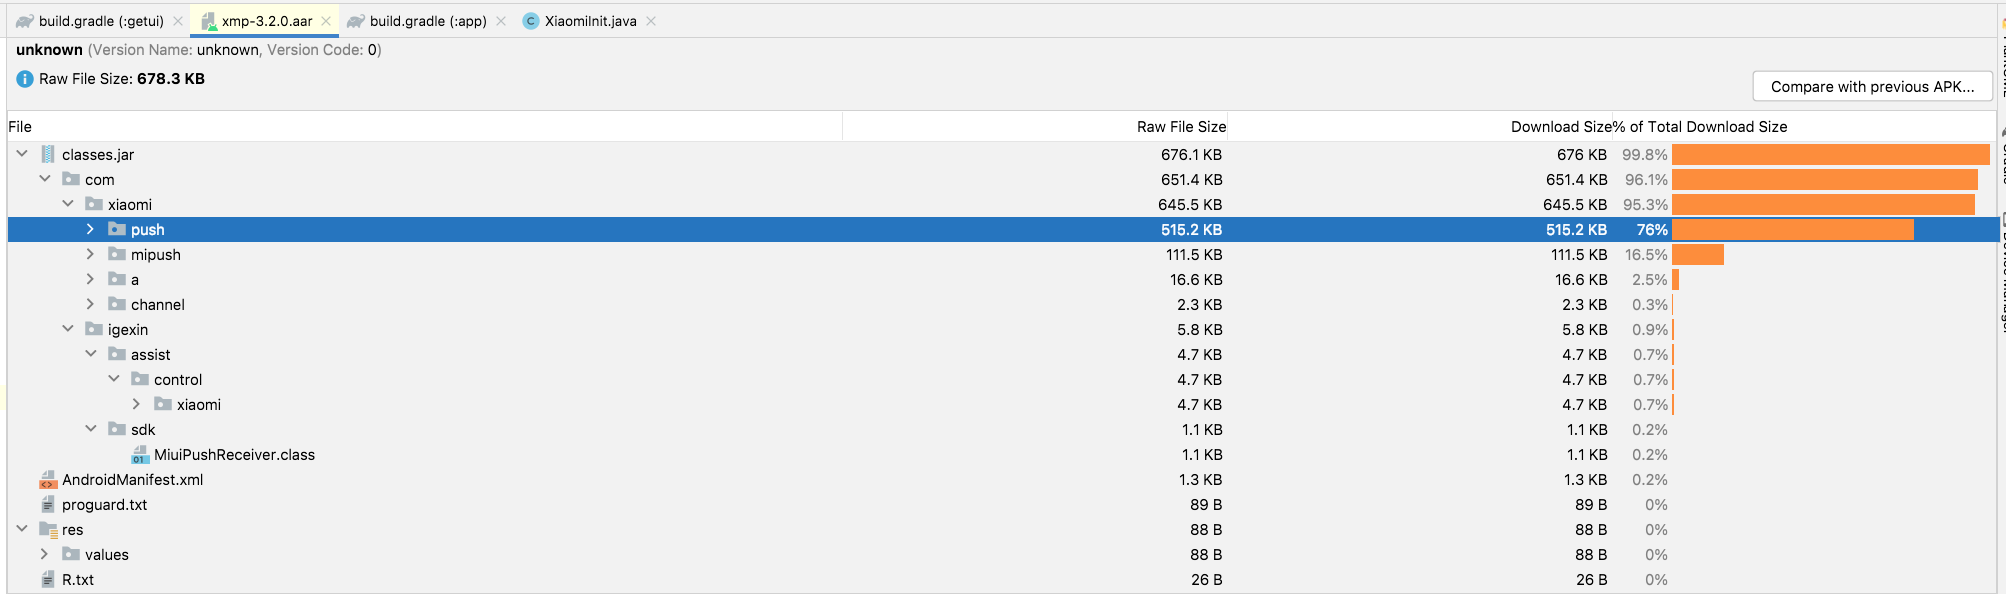 build.gradle (:getui) xmp-3.2.0.aar build.gradle (:app) C XiaomiInit.java
unknown (Version Name: unknown, Version Code: 0)
i Raw File Size: 678.3 KB
Compare with previous APK...
File Raw File Size Download Size % of Total Download Size
classes.jar 676.1 KB 676 KB 99.8%
com 651.4 KB 651.4 KB 96.1%
xiaomi 645.5 KB 645.5 KB 95.3%
push 515.2 KB 515.2 KB 76%
mipush 111.5 KB 111.5 KB 16.5%
a 16.6 KB 16.6 KB 2.5%
channel 2.3 KB 2.3 KB 0.3%
igexin 5.8 KB 5.8 KB 0.9%
assist 4.7 KB 4.7 KB 0.7%
control 4.7 KB 4.7 KB 0.7%
xiaomi 4.7 KB 4.7 KB 0.7%
sdk 1.1 KB 1.1 KB 0.2%
01 MiuiPushReceiver.class 1.1 KB 1.1 KB 0.2%
AndroidManifest.xml 1.3 KB 1.3 KB 0.2%
proguard.txt 89 B 89 B 0%
res 88 B 88 B 0%
values 88 B 88 B 0%
R.txt 26 B 26 B 0%